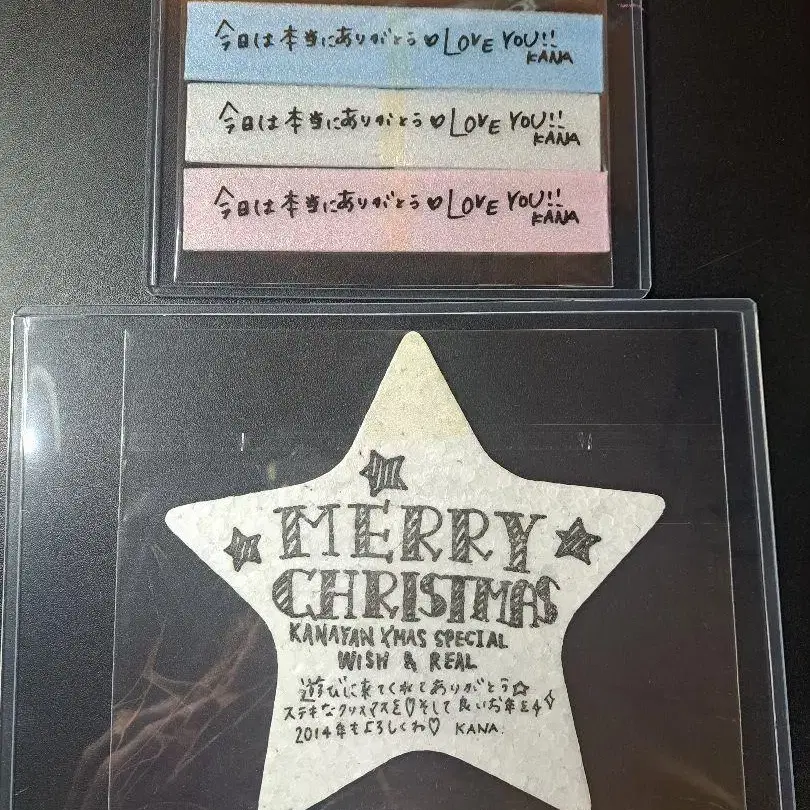 今日は本当にありがとう♡LOVE YOU!!
KANA
今日は本当にありがとう♡LOVE YOU!!
KANA
今日は本当にありがとう♡LOVE YOU!!
KANA
MERRY
CHRISTMAS
KANAYAN XMAS SPECIAL
WISH & REAL
遊びに来てくれてありがとう☆
ステキなクリスマスを♡そして良いお年を
2014年もよろしくね♡ KANA.